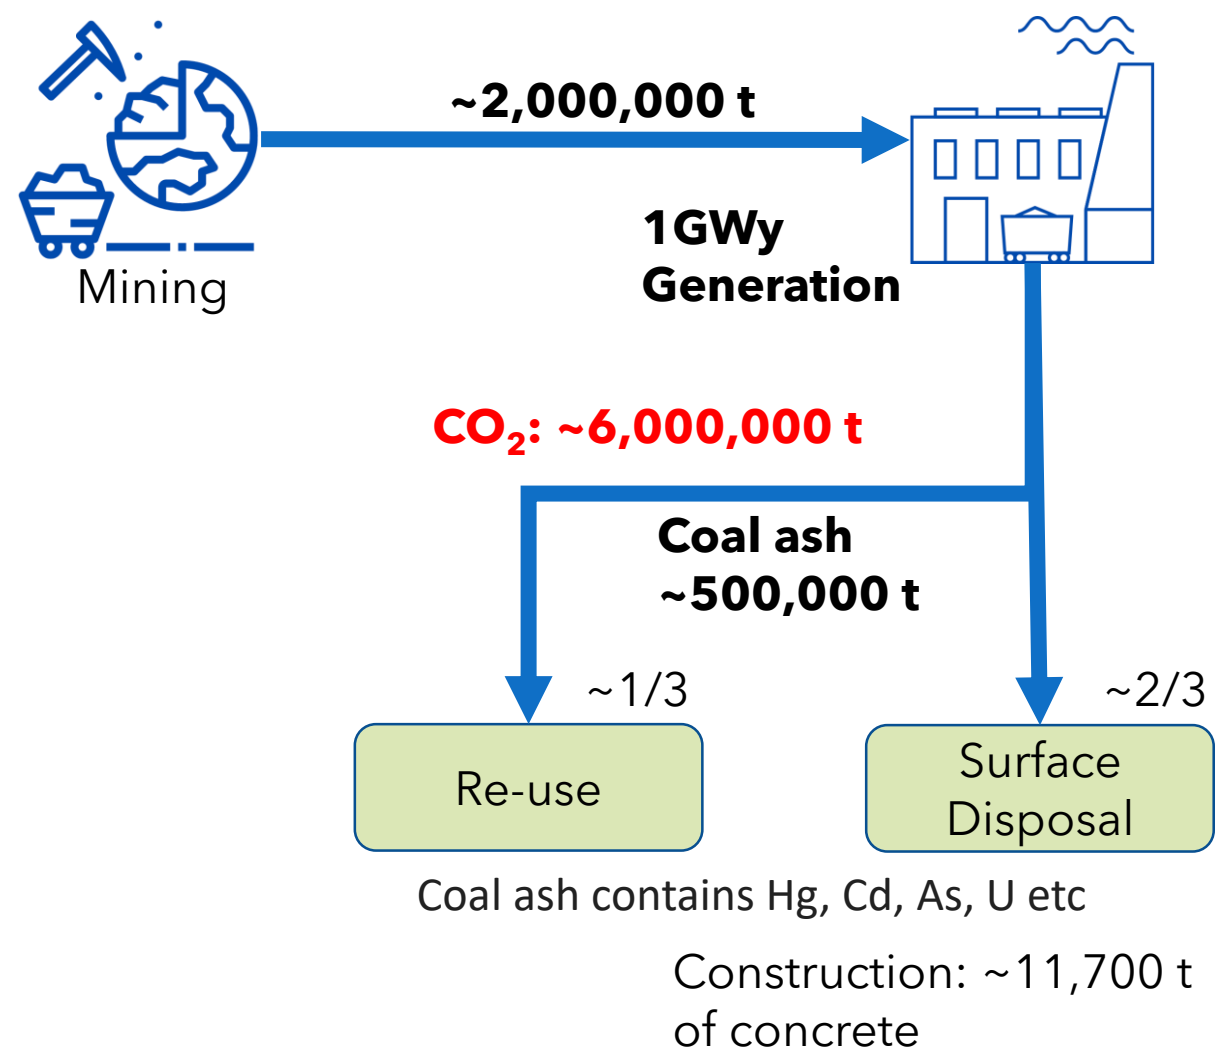 ~2,000,000 t
1GWy
Generation
Mining
CO₂: ~6,000,000 t
Coal ash
~500,000 t
~1/3
~2/3
Re-use
Surface
Disposal
Coal ash contains Hg, Cd, As, U etc
Construction: ~11,700 t
of concrete